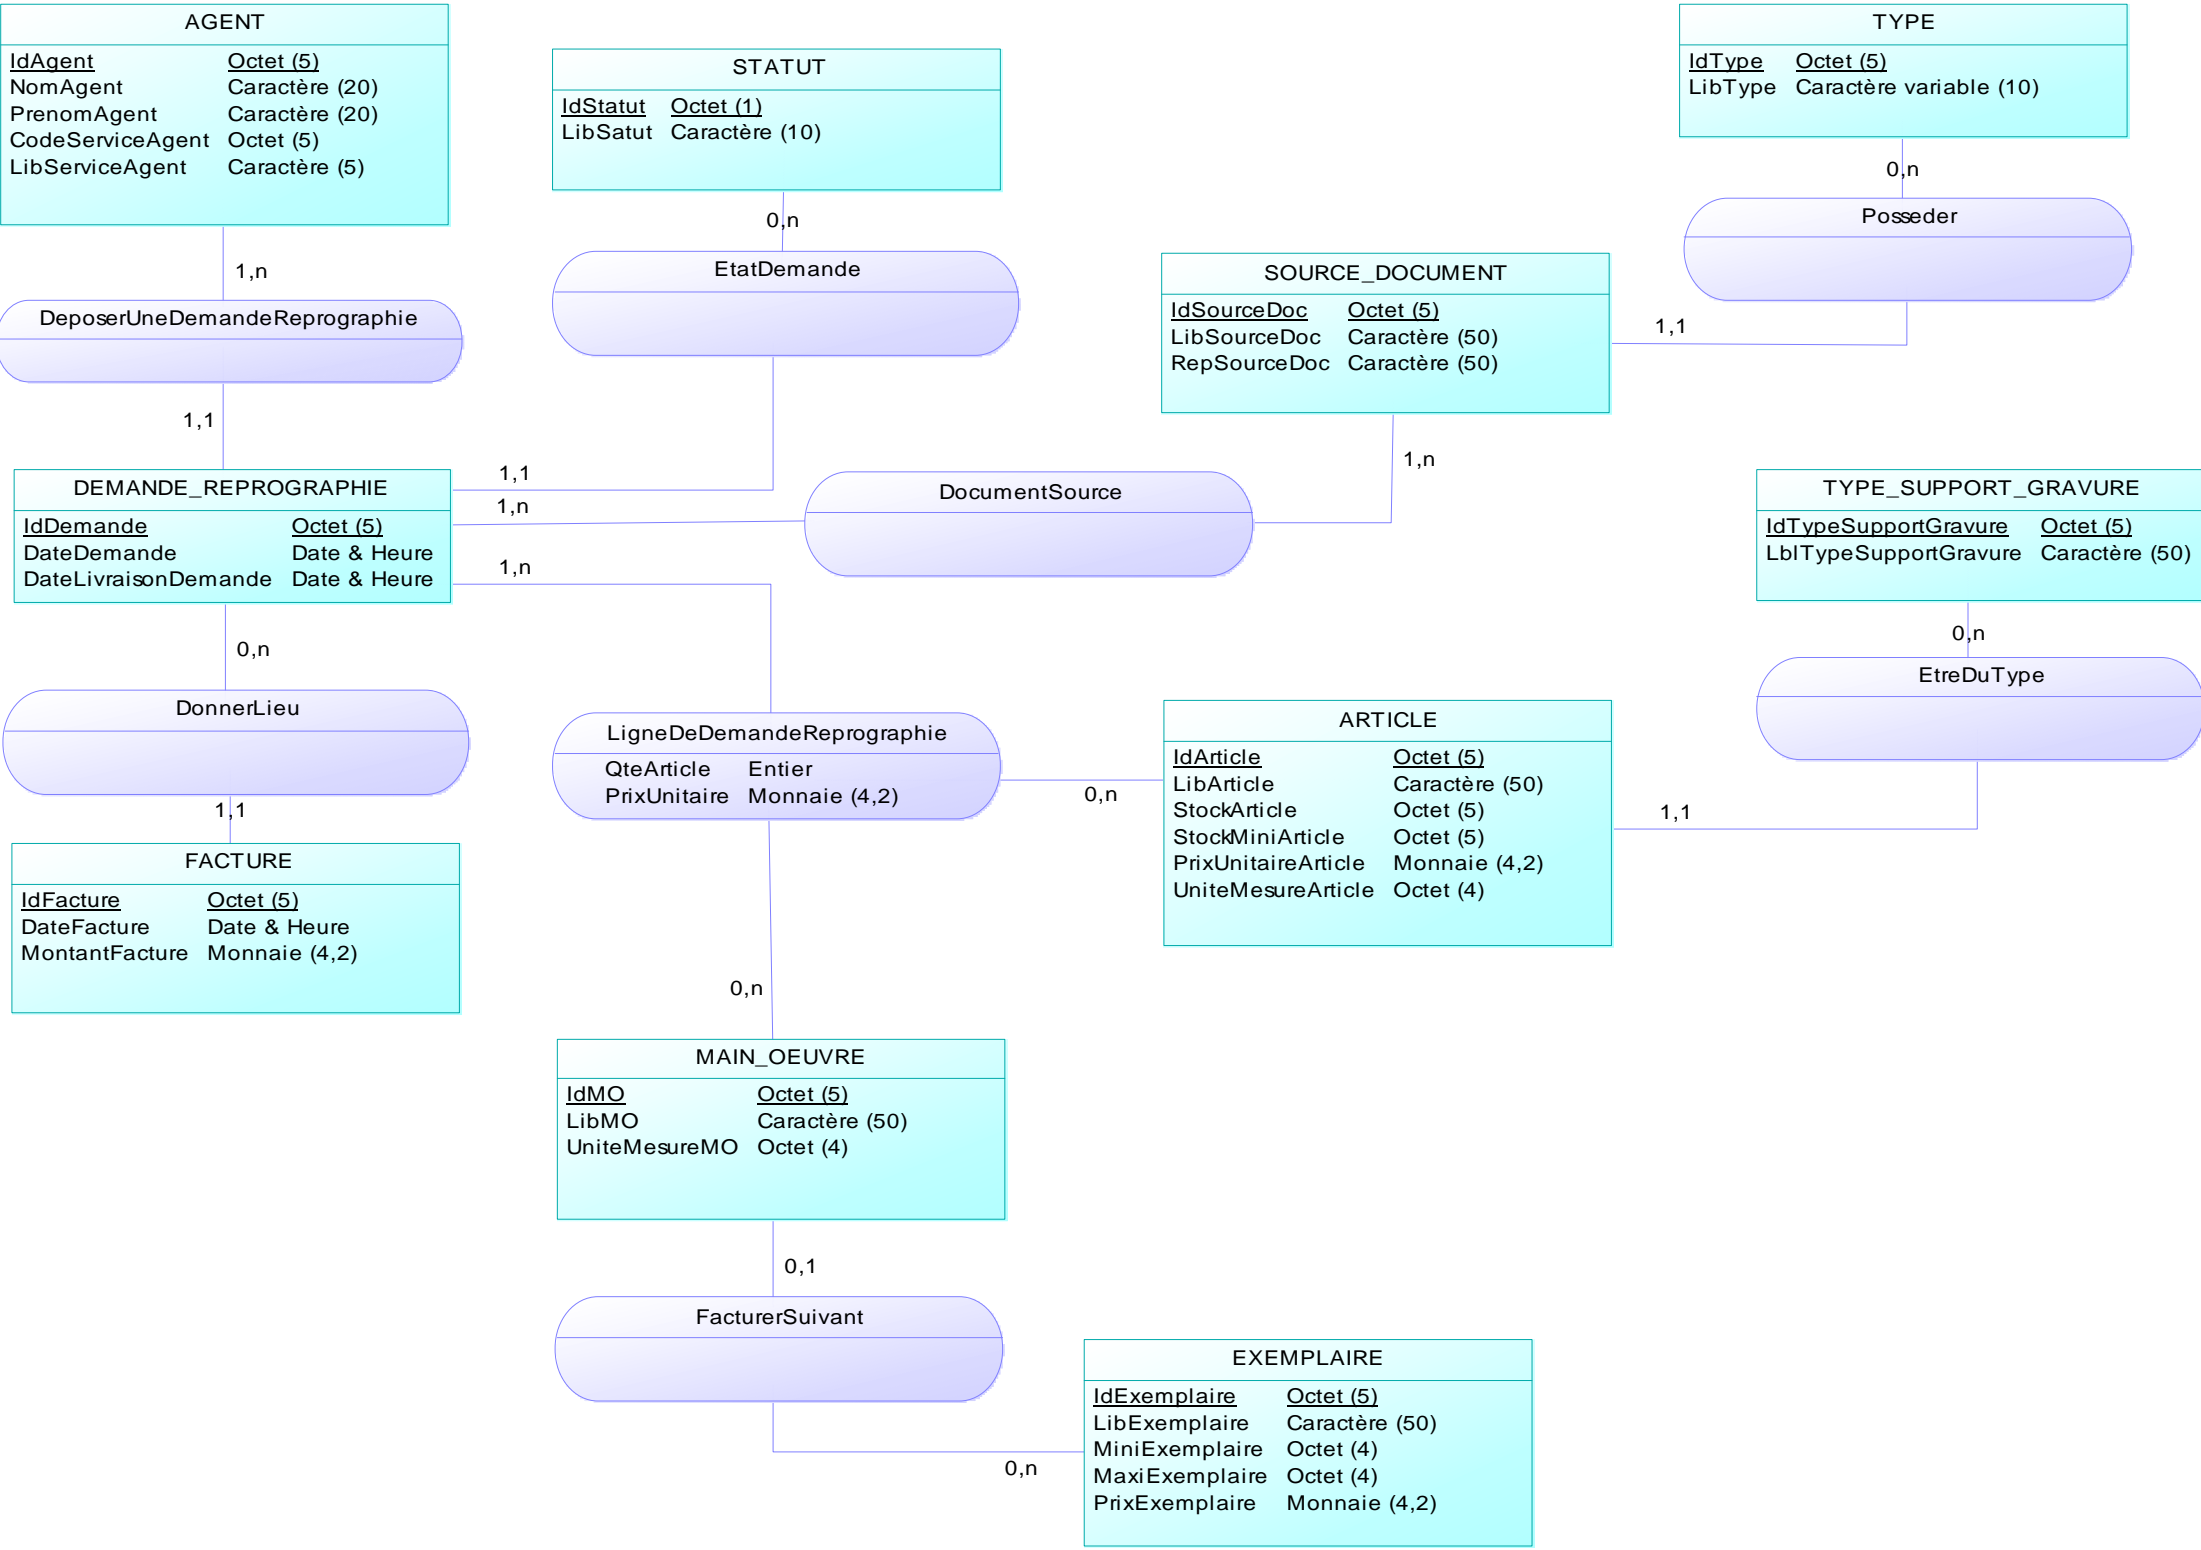 AGENT
IdAgent Octet (5)
NomAgent Caractère (20)
PrenomAgent Caractère (20)
CodeServiceAgent Octet (5)
LibServiceAgent Caractère (5)
STATUT
IdStatut Octet (1)
LibSatut Caractère (10)
TYPE
IdType Octet (5)
LibType Caractère variable (10)
0,n
Posseder
1,1
0,n
EtatDemande
1,n
DeposerUneDemandeReprographie
1,1
SOURCE_DOCUMENT
IdSourceDoc Octet (5)
LibSourceDoc Caractère (50)
RepSourceDoc Caractère (50)
1,n
DEMANDE_REPROGRAPHIE
IdDemande Octet (5)
DateDemande Date & Heure
DateLivraisonDemande Date & Heure
1,1
1,n
1,n
DocumentSource
TYPE_SUPPORT_GRAVURE
IdTypeSupportGravure Octet (5)
LblTypeSupportGravure Caractère (50)
0,n
EtreDuType
1,1
0,n
DonnerLieu
1,1
LigneDeDemandeReprographie
QteArticle Entier
PrixUnitaire Monnaie (4,2)
0,n
ARTICLE
IdArticle Octet (5)
LibArticle Caractère (50)
StockArticle Octet (5)
StockMiniArticle Octet (5)
PrixUnitaireArticle Monnaie (4,2)
UniteMesureArticle Octet (4)
FACTURE
IdFacture Octet (5)
DateFacture Date & Heure
MontantFacture Monnaie (4,2)
0,n
MAIN_OEUVRE
IdMO Octet (5)
LibMO Caractère (50)
UniteMesureMO Octet (4)
0,1
FacturerSuivant
0,n
EXEMPLAIRE
IdExemplaire Octet (5)
LibExemplaire Caractère (50)
MiniExemplaire Octet (4)
MaxiExemplaire Octet (4)
PrixExemplaire Monnaie (4,2)